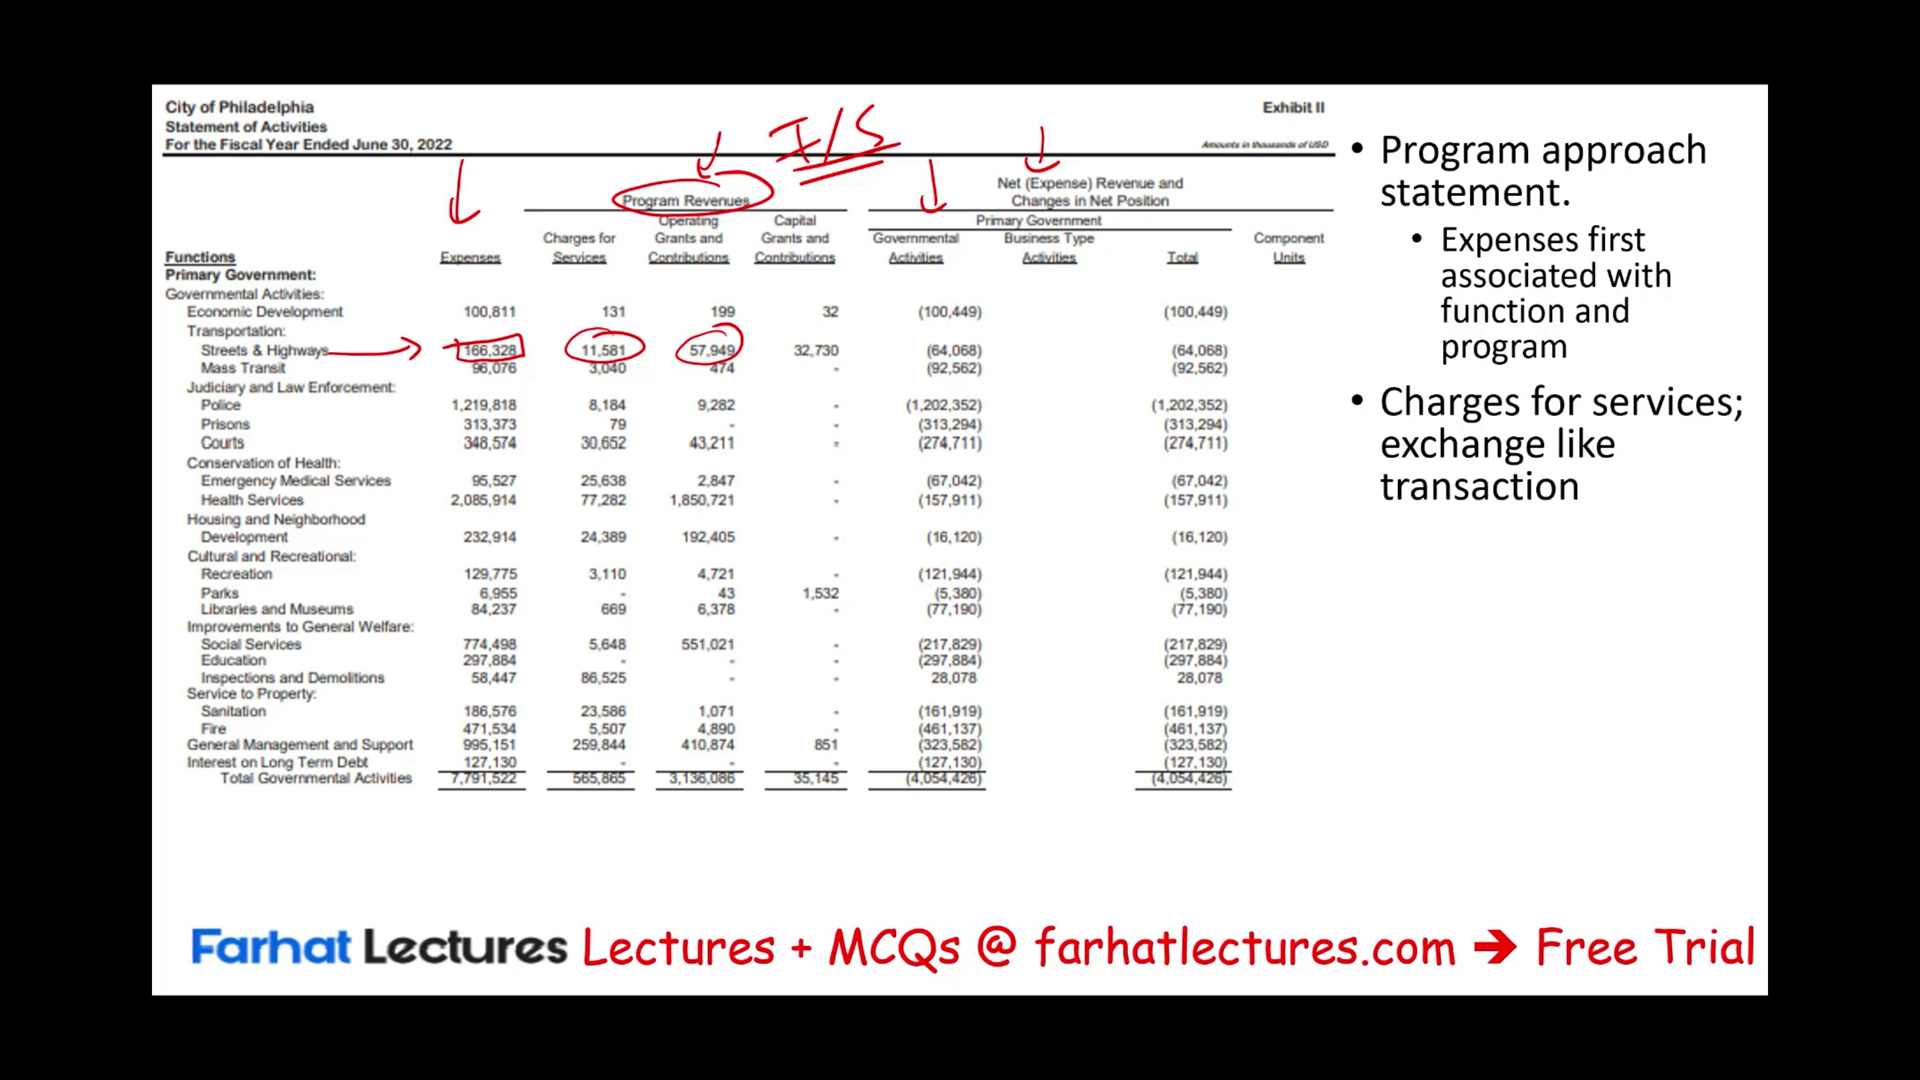 City of Philadelphia Exhibit II
Statement of Activities
For the Fiscal Year Ended June 30, 2022 Amounts in thousands of USD
I/S
Net (Expense) Revenue and
Program Revenues Changes in Net Position
Operating Capital Primary Government
Charges for Grants and Grants and Governmental Business Type Component
Functions Expenses Services Contributions Contributions Activities Activities Total Units
Primary Government:
Governmental Activities:
Economic Development 100,811 131 199 32 (100,449) (100,449)
Transportation:
Streets & Highways 166,328 11,581 57,949 32,730 (64,068) (64,068)
Mass Transit 96,076 3,040 474 - (92,562) (92,562)
Judiciary and Law Enforcement:
Police 1,219,818 8,184 9,282 - (1,202,352) (1,202,352)
Prisons 313,373 79 - - (313,294) (313,294)
Courts 348,574 30,652 43,211 - (274,711) (274,711)
Conservation of Health:
Emergency Medical Services 95,527 25,638 2,847 - (67,042) (67,042)
Health Services 2,085,914 77,282 1,850,721 - (157,911) (157,911)
Housing and Neighborhood
Development 232,914 24,389 192,405 - (16,120) (16,120)
Cultural and Recreational:
Recreation 129,775 3,110 4,721 - (121,944) (121,944)
Parks 6,955 - 43 1,532 (5,380) (5,380)
Libraries and Museums 84,237 669 6,378 - (77,190) (77,190)
Improvements to General Welfare:
Social Services 774,498 5,648 551,021 - (217,829) (217,829)
Education 297,884 - - - (297,884) (297,884)
Inspections and Demolitions 58,447 86,525 - - 28,078 28,078
Service to Property:
Sanitation 186,576 23,586 1,071 - (161,919) (161,919)
Fire 471,534 5,507 4,890 - (461,137) (461,137)
General Management and Support 995,151 259,844 410,874 851 (323,582) (323,582)
Interest on Long Term Debt 127,130 - - - (127,130) (127,130)
Total Governmental Activities 7,791,522 565,865 3,136,086 35,145 (4,054,426) (4,054,426)
• Program approach
statement.
• Expenses first
associated with
function and
program
• Charges for services;
exchange like
transaction
Farhat Lectures Lectures + MCQs @ farhatlectures.com ➔ Free Trial